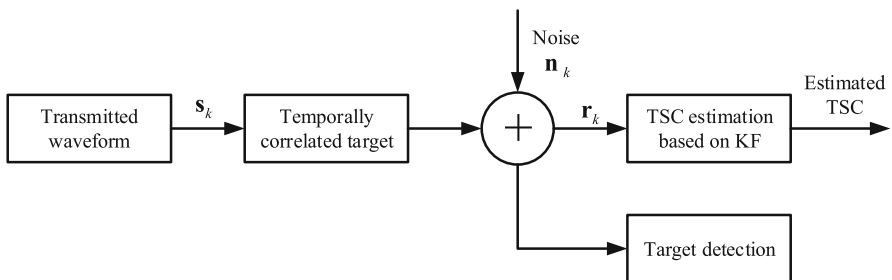 Transmitted
waveform
s_k
Temporally
correlated target
Noise
n_k
+
r_k
TSC estimation
based on KF
Estimated
TSC
Target detection